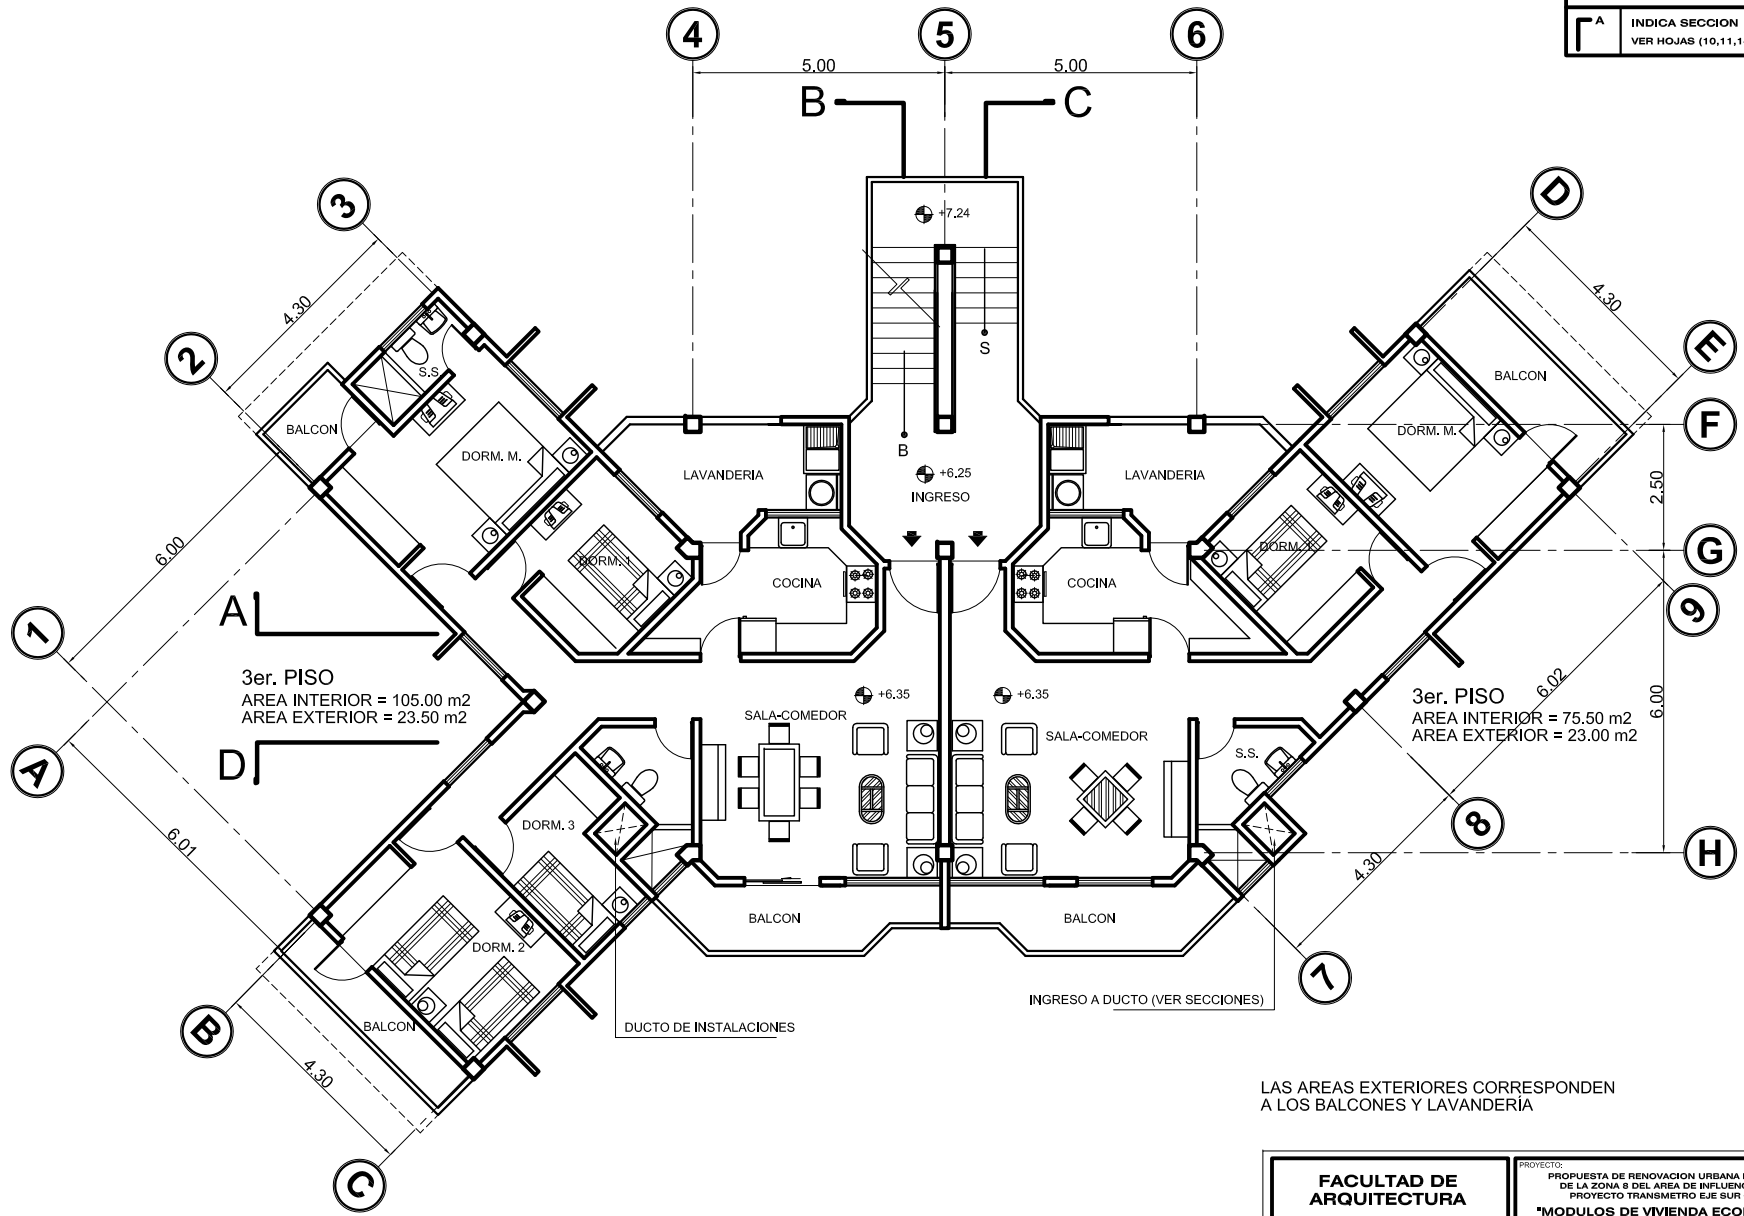 A
INDICA SECCION
VER HOJAS (10,11,1
4
5
6
5.00
5.00
B
C
3
D
+7.24
4.30
4.30
2
E
S.S.
S
BALCON
BALCON
F
DORM. M.
DORM. M.
B
LAVANDERIA
+6.25
LAVANDERIA
INGRESO
2.50
6.00
G
DORM. 1
DORM. 1
COCINA
COCINA
9
A
1
3er. PISO
AREA INTERIOR = 105.00 m2
AREA EXTERIOR = 23.50 m2
+6.35
+6.35
6.02
6.00
3er. PISO
AREA INTERIOR = 75.50 m2
AREA EXTERIOR = 23.00 m2
SALA-COMEDOR
SALA-COMEDOR
S.S.
A
D
6.01
DORM. 3
8
H
4.30
BALCON
BALCON
DORM. 2
7
INGRESO A DUCTO (VER SECCIONES)
B
BALCON
DUCTO DE INSTALACIONES
4.30
C
LAS AREAS EXTERIORES CORRESPONDEN
A LOS BALCONES Y LAVANDERÍA
FACULTAD DE
ARQUITECTURA
PROYECTO:
PROPUESTA DE RENOVACION URBANA
DE LA ZONA 8 DEL AREA DE INFLUEN
PROYECTO TRANSMETRO EJE SUR
"MODULOS DE VIVIENDA ECO